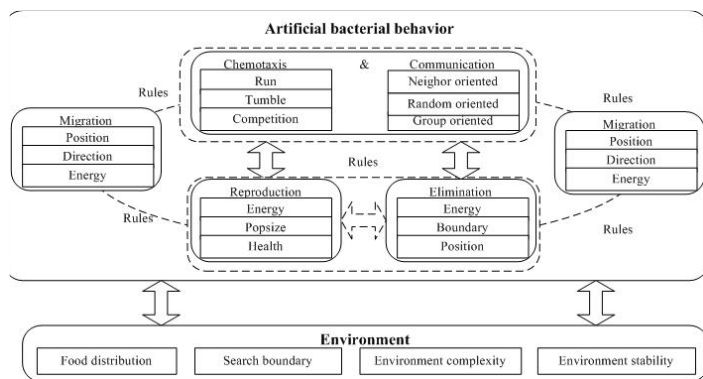 Artificial bacterial behavior
Chemotaxis & Communication
Run
Tumble
Competition
Neighor oriented
Random oriented
Group oriented
Rules
Rules
Migration
Position
Direction
Energy
Migration
Position
Direction
Energy
Rules
Reproduction
Energy
Popsize
Health
Elimination
Energy
Boundary
Position
Rules
Rules
Environment
Food distribution
Search boundary
Environment complexity
Environment stability